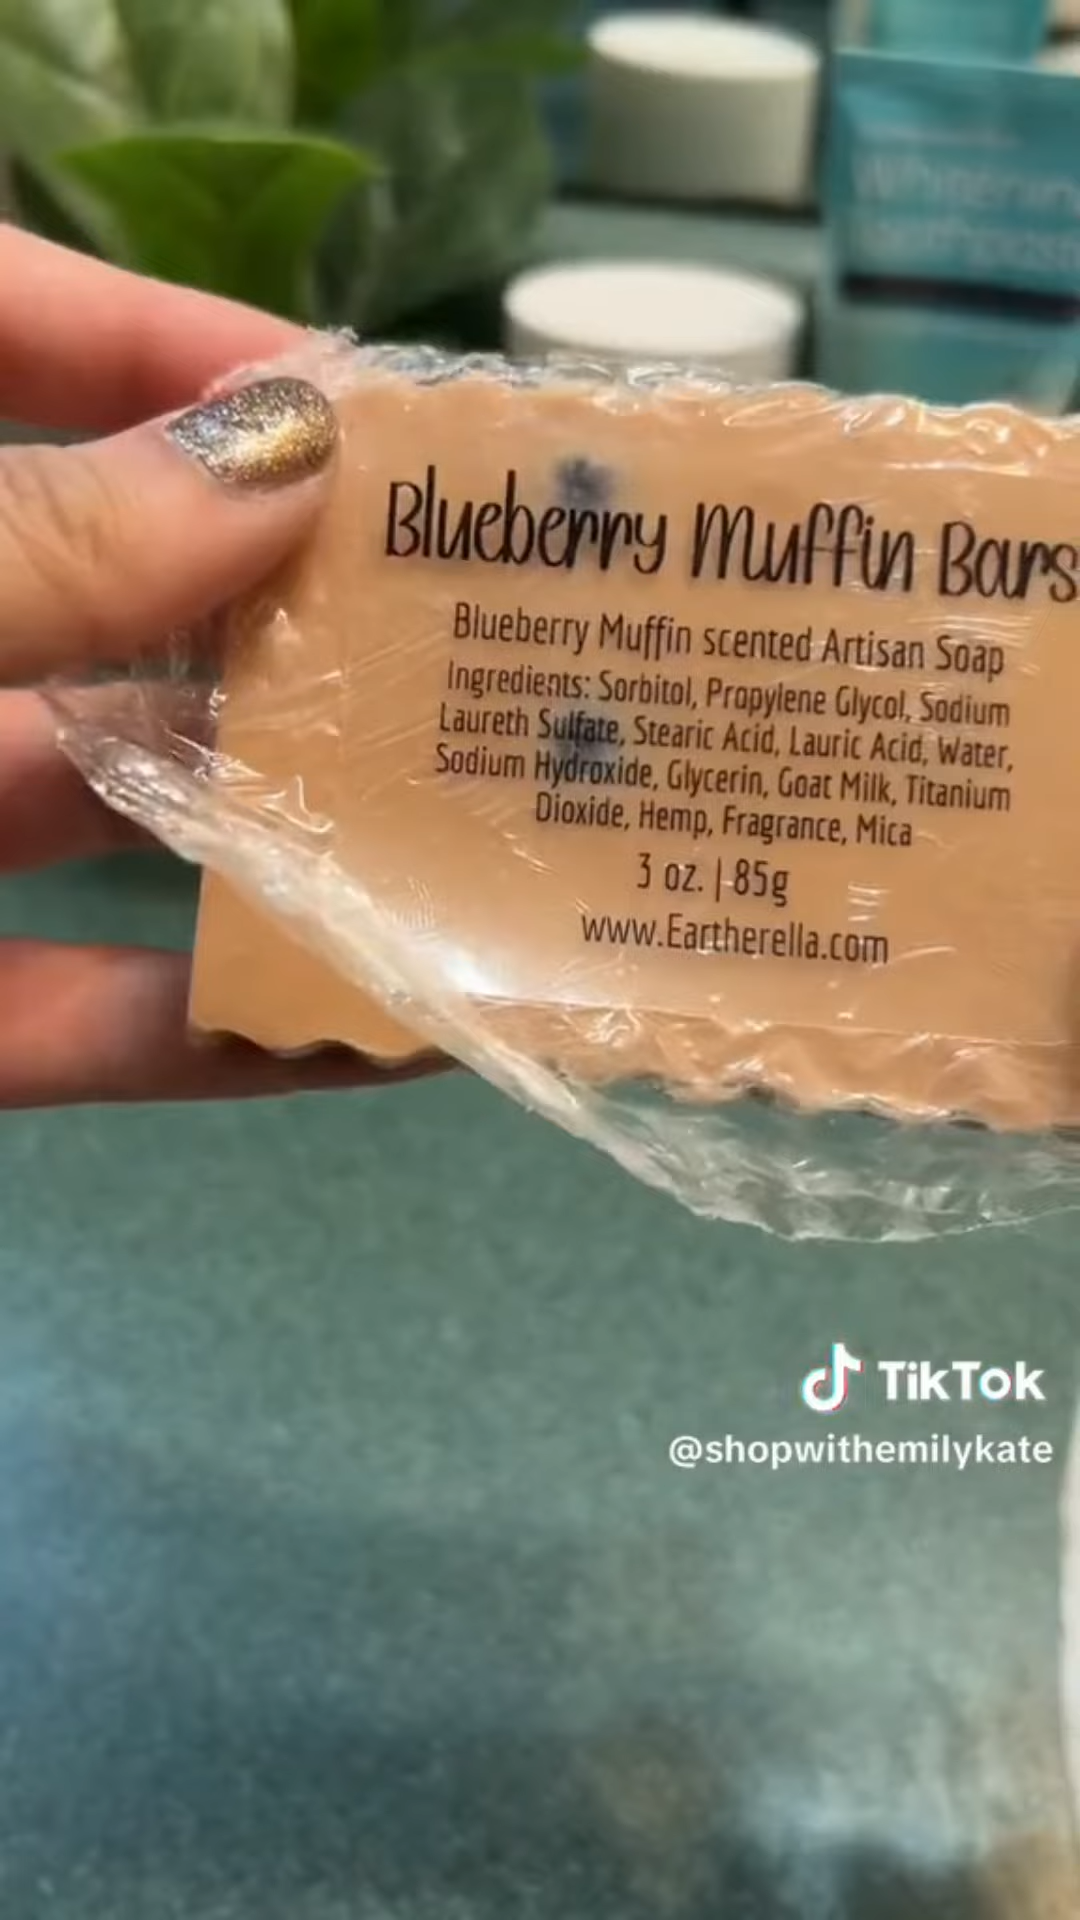 Whitening
toothpaste
Blueberry Muffin Bars
Blueberry Muffin scented Artisan Soap
Ingredients: Sorbitol, Propylene Glycol, Sodium
Laureth Sulfate, Stearic Acid, Lauric Acid, Water,
Sodium Hydroxide, Glycerin, Goat Milk, Titanium
Dioxide, Hemp, Fragrance, Mica
3 oz. | 85g
www.Eartherella.com
TikTok
@shopwithemilykate